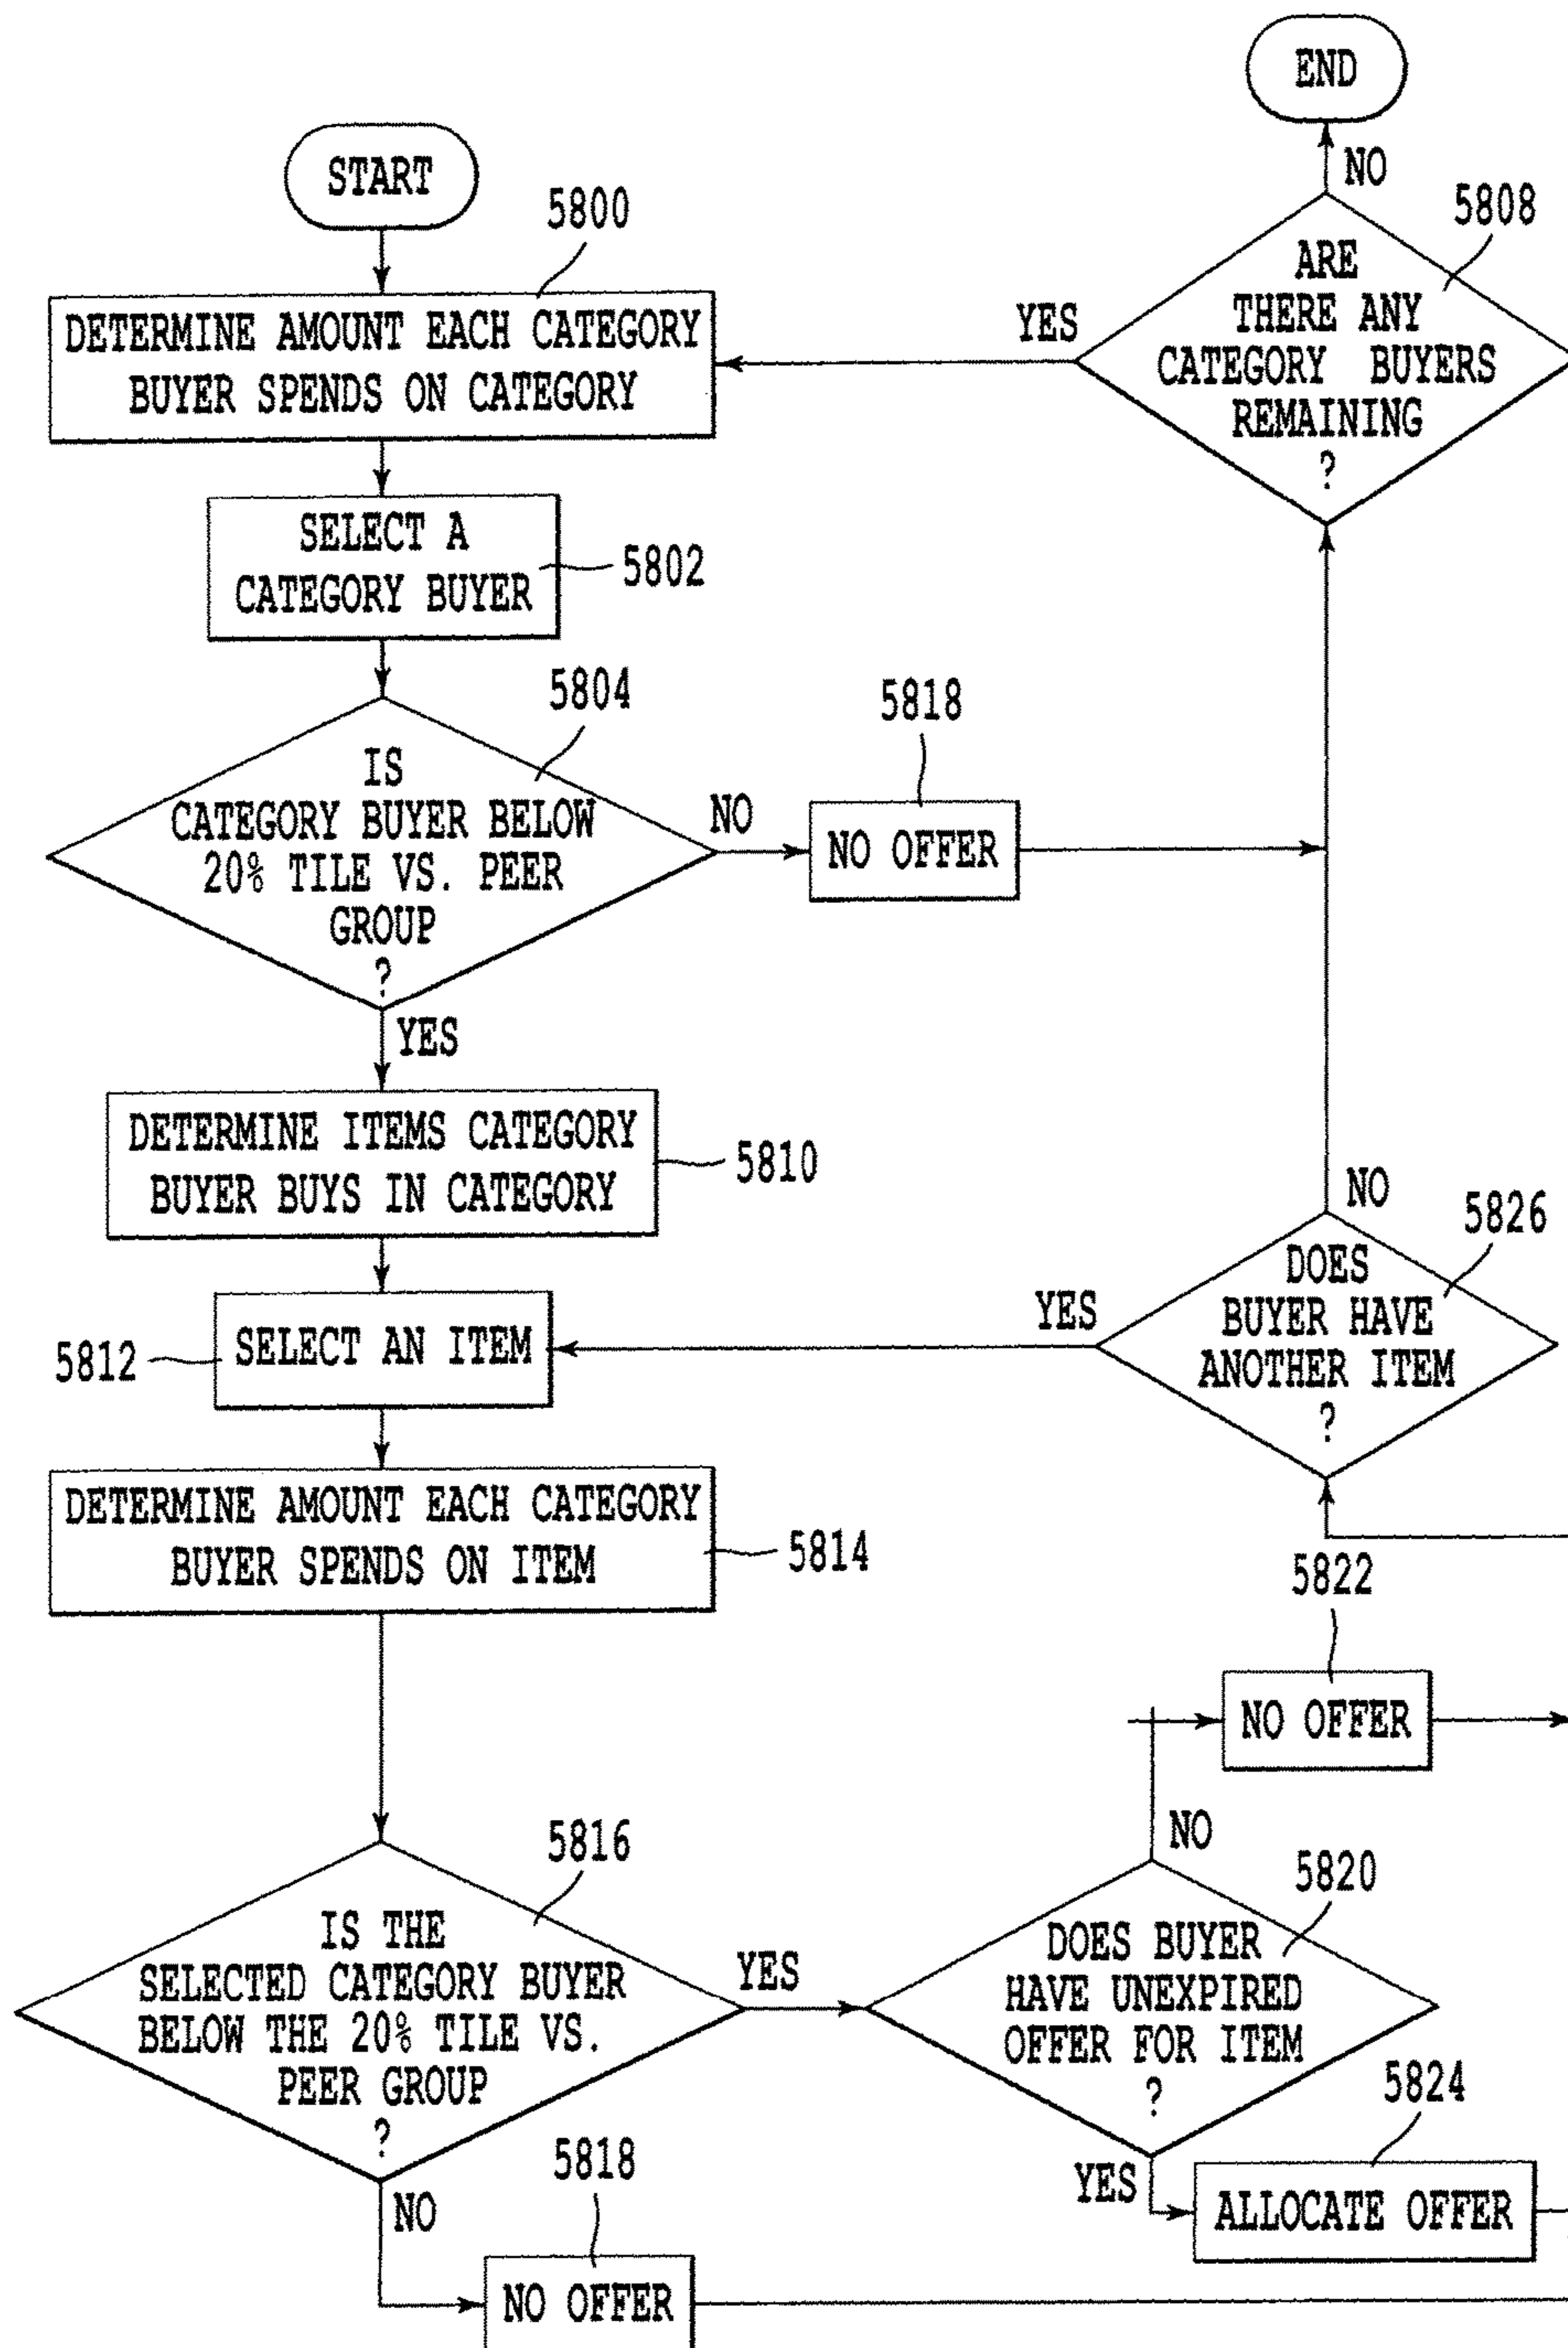 START
5800
DETERMINE AMOUNT EACH CATEGORY
BUYER SPENDS ON CATEGORY
SELECT A
CATEGORY BUYER
5802
5804
IS
CATEGORY BUYER BELOW
20% TILE VS. PEER
GROUP
?
NO
5818
NO OFFER
YES
DETERMINE ITEMS CATEGORY
BUYER BUYS IN CATEGORY
5810
5812
SELECT AN ITEM
DETERMINE AMOUNT EACH CATEGORY
BUYER SPENDS ON ITEM
5814
5816
IS THE
SELECTED CATEGORY BUYER
BELOW THE 20% TILE VS.
PEER GROUP
?
YES
NO
5818
NO OFFER
END
NO
5808
ARE
THERE ANY
CATEGORY BUYERS
REMAINING
?
YES
NO
5826
DOES
BUYER HAVE
ANOTHER ITEM
?
YES
5822
NO OFFER
NO
5820
DOES BUYER
HAVE UNEXPIRED
OFFER FOR ITEM
?
YES
5824
ALLOCATE OFFER